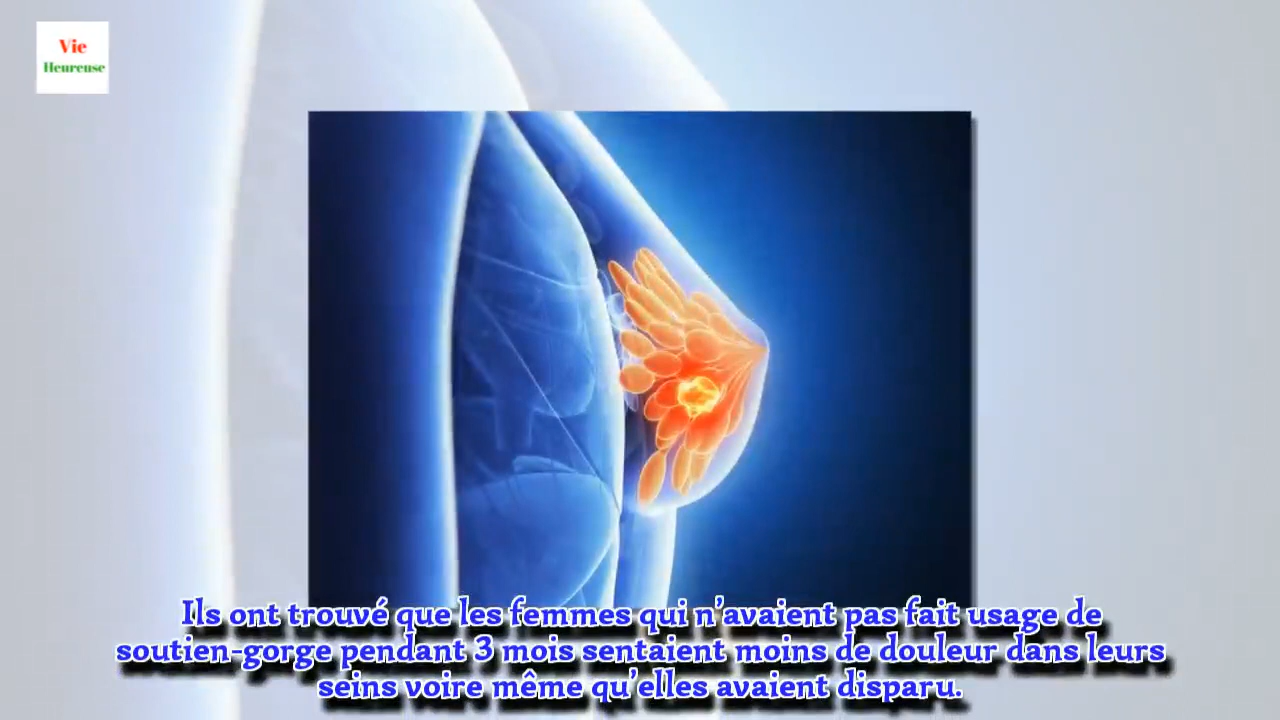 Vie
Heureuse
Ils ont trouvé que les femmes qui n'avaient pas fait usage de
soutien-gorge pendant 3 mois sentaient moins de douleur dans leurs
seins voire même qu'elles avaient disparu.